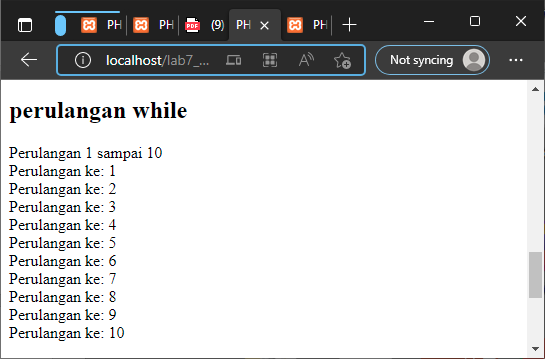 PH PH PDF (9) PH PH
localhost/lab7_... Not syncing
perulangan while
Perulangan 1 sampai 10
Perulangan ke: 1
Perulangan ke: 2
Perulangan ke: 3
Perulangan ke: 4
Perulangan ke: 5
Perulangan ke: 6
Perulangan ke: 7
Perulangan ke: 8
Perulangan ke: 9
Perulangan ke: 10